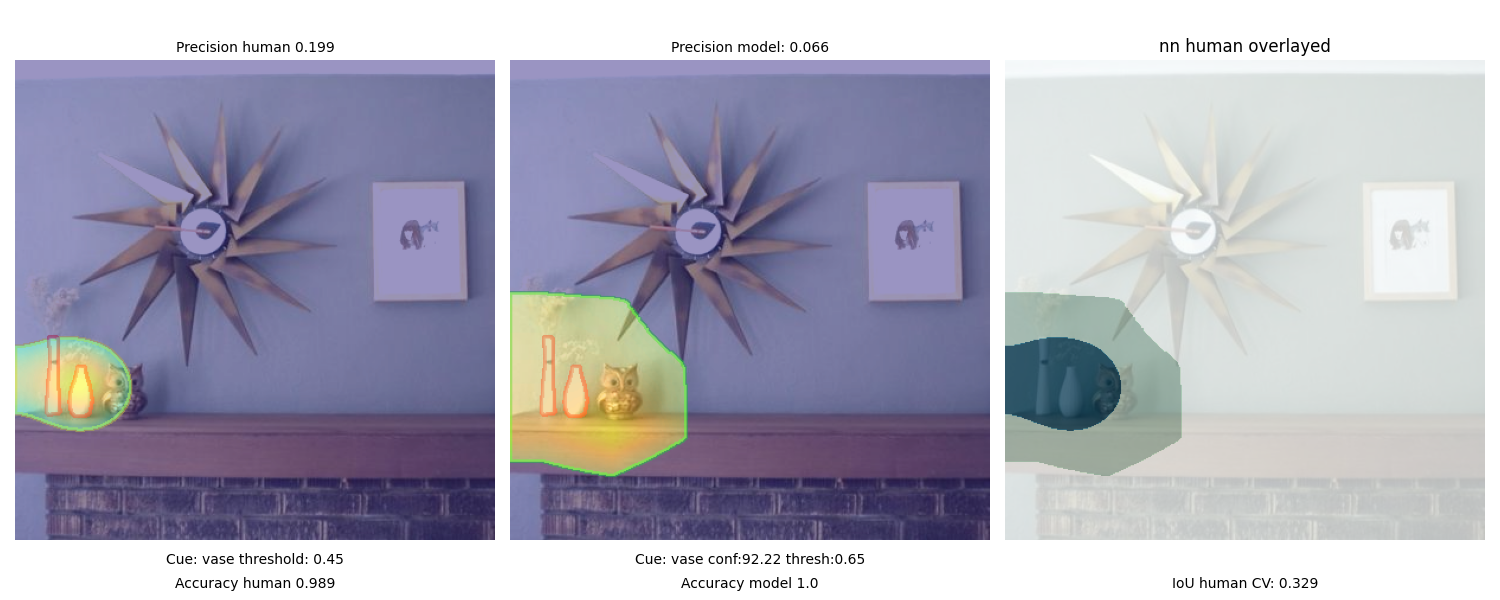 Precision human 0.199
Precision model: 0.066
nn human overlayed
Cue: vase threshold: 0.45
Cue: vase conf:92.22 thresh:0.65
Accuracy human 0.989
Accuracy model 1.0
IoU human CV: 0.329